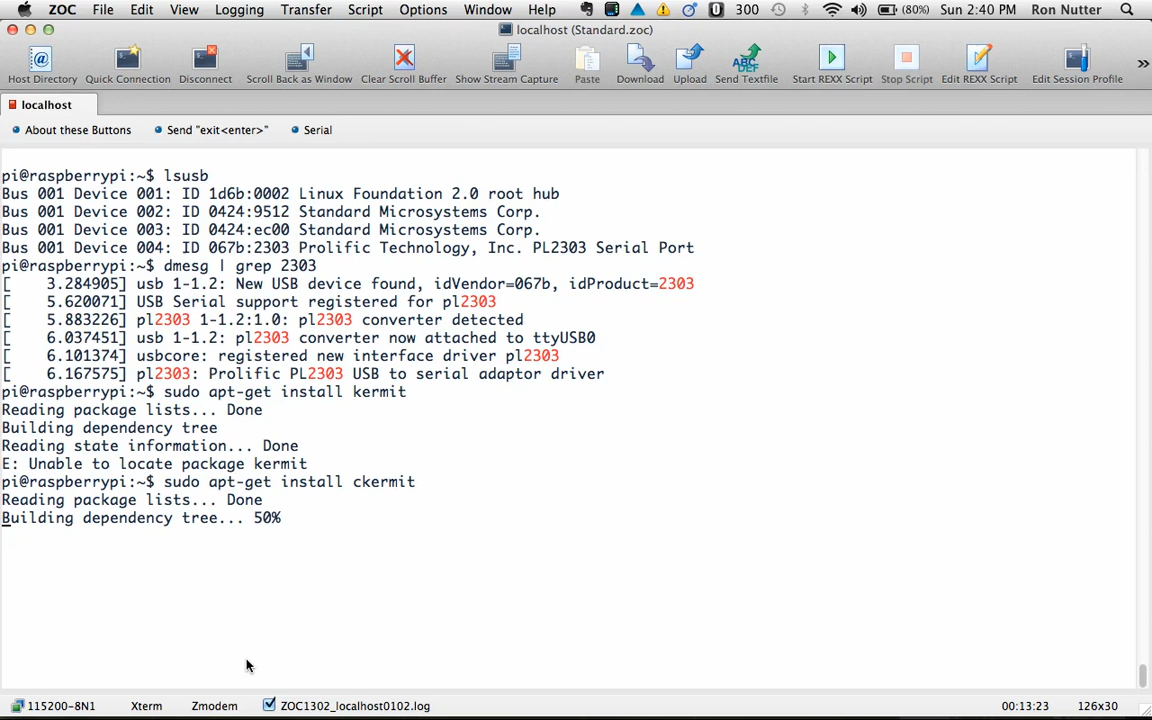 ZOC File Edit View Logging Transfer Script Options Window Help 300 (80%) Sun 2:40 PM Ron Nutter
localhost (Standard.zoc)
Host Directory Quick Connection Disconnect Scroll Back as Window Clear Scroll Buffer Show Stream Capture Paste Download Upload Send Textfile Start REXX Script Stop Script Edit REXX Script Edit Session Profile
localhost
About these Buttons Send "exit<enter>" Serial
pi@raspberrypi:~$ lsusb
Bus 001 Device 001: ID 1d6b:0002 Linux Foundation 2.0 root hub
Bus 001 Device 002: ID 0424:9512 Standard Microsystems Corp.
Bus 001 Device 003: ID 0424:ec00 Standard Microsystems Corp.
Bus 001 Device 004: ID 067b:2303 Prolific Technology, Inc. PL2303 Serial Port
pi@raspberrypi:~$ dmesg | grep 2303
[    3.284905] usb 1-1.2: New USB device found, idVendor=067b, idProduct=2303
[    5.620071] USB Serial support registered for pl2303
[    5.883226] pl2303 1-1.2:1.0: pl2303 converter detected
[    6.037451] usb 1-1.2: pl2303 converter now attached to ttyUSB0
[    6.101374] usbcore: registered new interface driver pl2303
[    6.167575] pl2303: Prolific PL2303 USB to serial adaptor driver
pi@raspberrypi:~$ sudo apt-get install kermit
Reading package lists... Done
Building dependency tree
Reading state information... Done
E: Unable to locate package kermit
pi@raspberrypi:~$ sudo apt-get install ckermit
Reading package lists... Done
Building dependency tree... 50%
115200-8N1 Xterm Zmodem ZOC1302_localhost0102.log 00:13:23 126x30